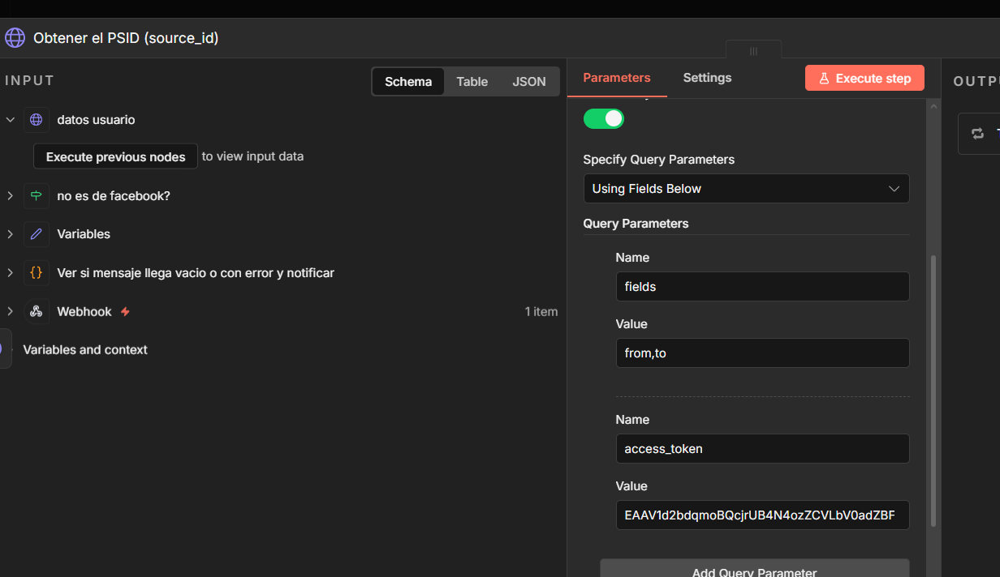 Obtener el PSID (source_id)
INPUT
Schema
Table
JSON
datos usuario
Execute previous nodes to view input data
no es de facebook?
Variables
Ver si mensaje llega vacio o con error y notificar
Webhook
1 item
Variables and context
Parameters
Settings
Execute step
Specify Query Parameters
Using Fields Below
Query Parameters
Name
fields
Value
from,to
Name
access_token
Value
EAAV1d2bdqmoBQcjrUB4N4ozZCVLbV0adZBF
Add Query Parameter